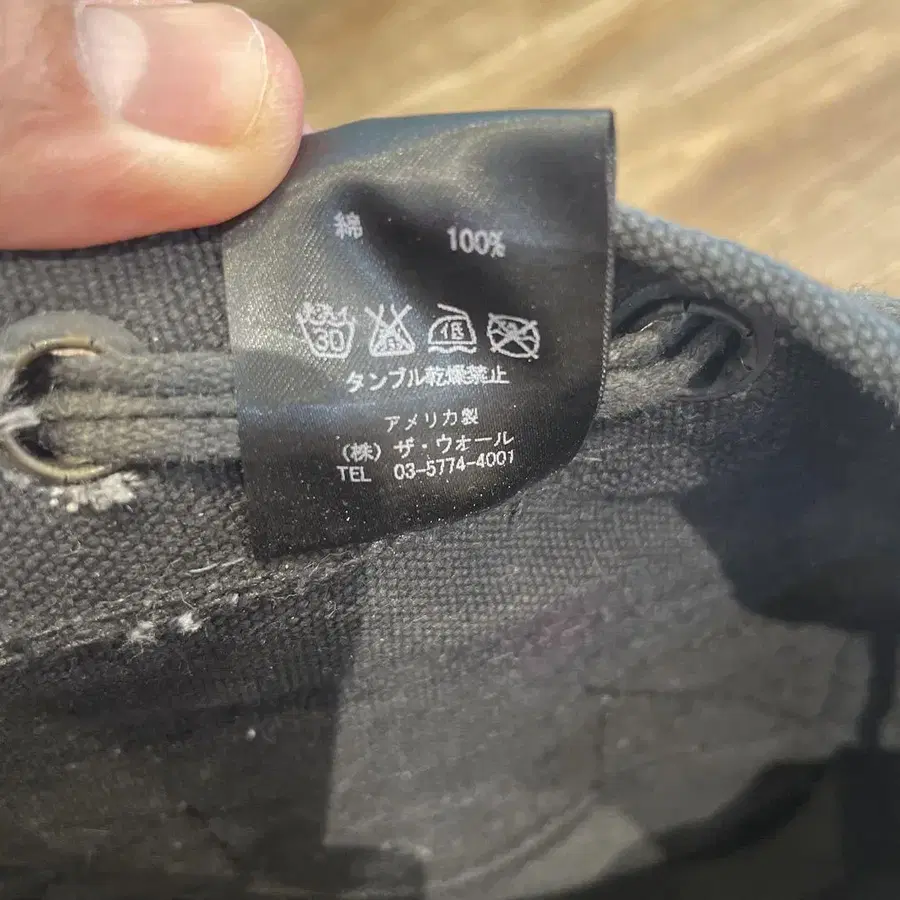 綿 100%
30 低
タンブル乾燥禁止
アメリカ製
(株) ザ・ウォール
TEL 03-5774-4001